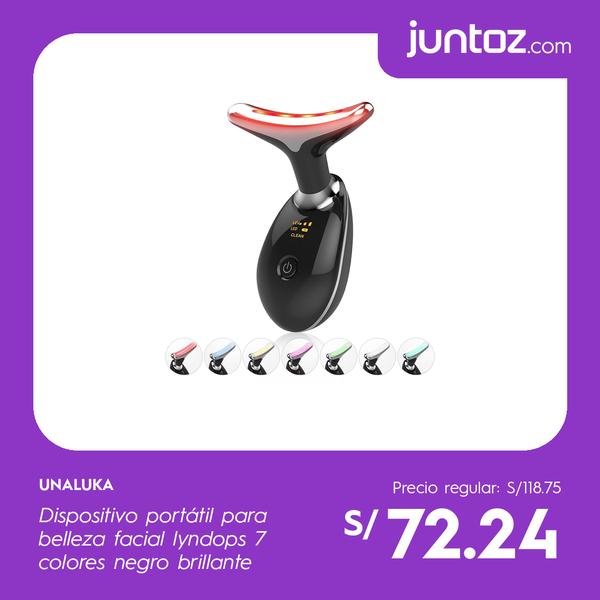 juntoz.com
CLEAN
UNALUKA
Dispositivo portátil para
belleza facial lyndops 7
colores negro brillante
Precio regular: S/118.75
S/72.24